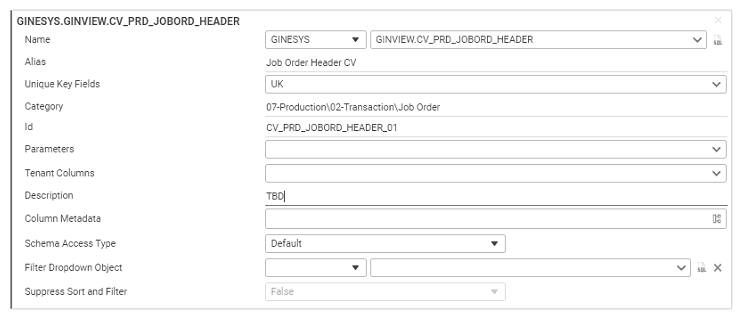 GINESYS.GINVIEW.CV_PRD_JOBORD_HEADER
Name GINESYS GINVIEW.CV_PRD_JOBORD_HEADER SQL
Alias Job Order Header CV
Unique Key Fields UK
Category 07-Production\02-Transaction\Job Order
Id CV_PRD_JOBORD_HEADER_01
Parameters
Tenant Columns
Description TBD
Column Metadata
Schema Access Type Default
Filter Dropdown Object SQL
Suppress Sort and Filter False